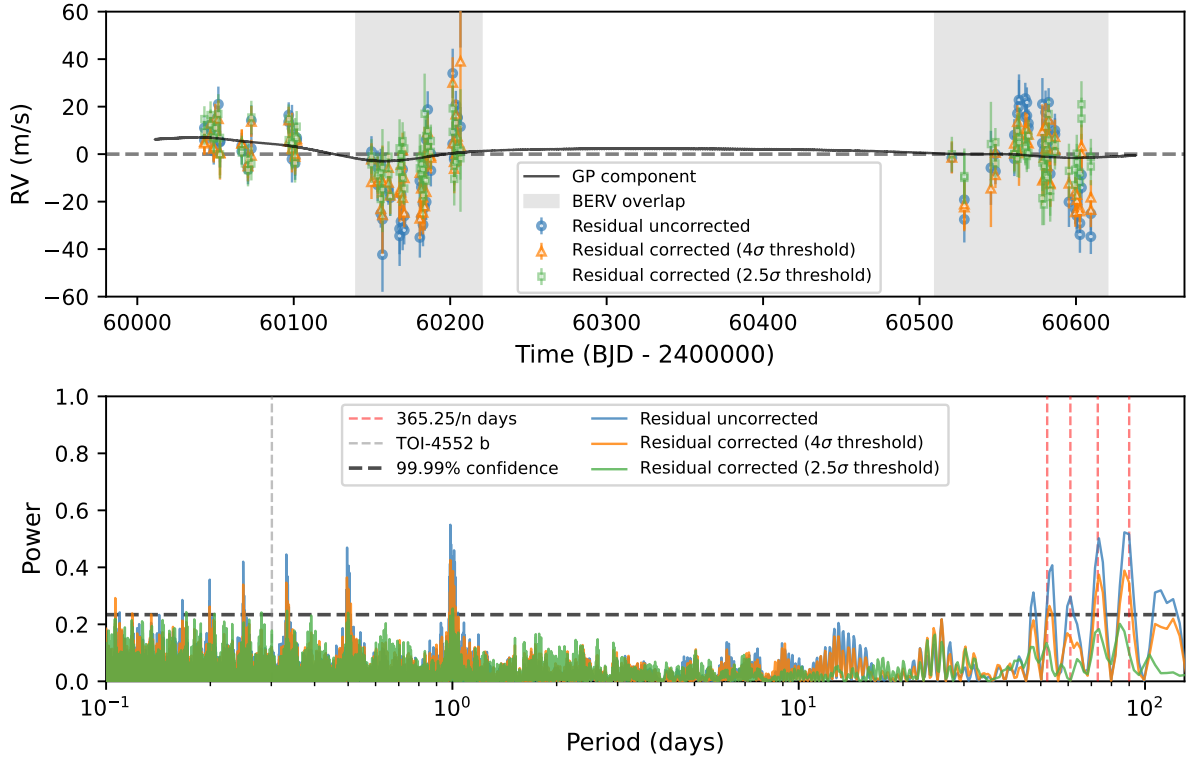 60
40
20
0
−20
−40
−60
RV (m/s)
GP component
BERV overlap
Residual uncorrected
Residual corrected (4σ threshold)
Residual corrected (2.5σ threshold)
60000 60100 60200 60300 60400 60500 60600
Time (BJD - 2400000)
1.0
0.8
0.6
0.4
0.2
0.0
Power
365.25/n days
TOI-4552 b
99.99% confidence
Residual uncorrected
Residual corrected (4σ threshold)
Residual corrected (2.5σ threshold)
10⁻¹ 10⁰ 10¹ 10²
Period (days)